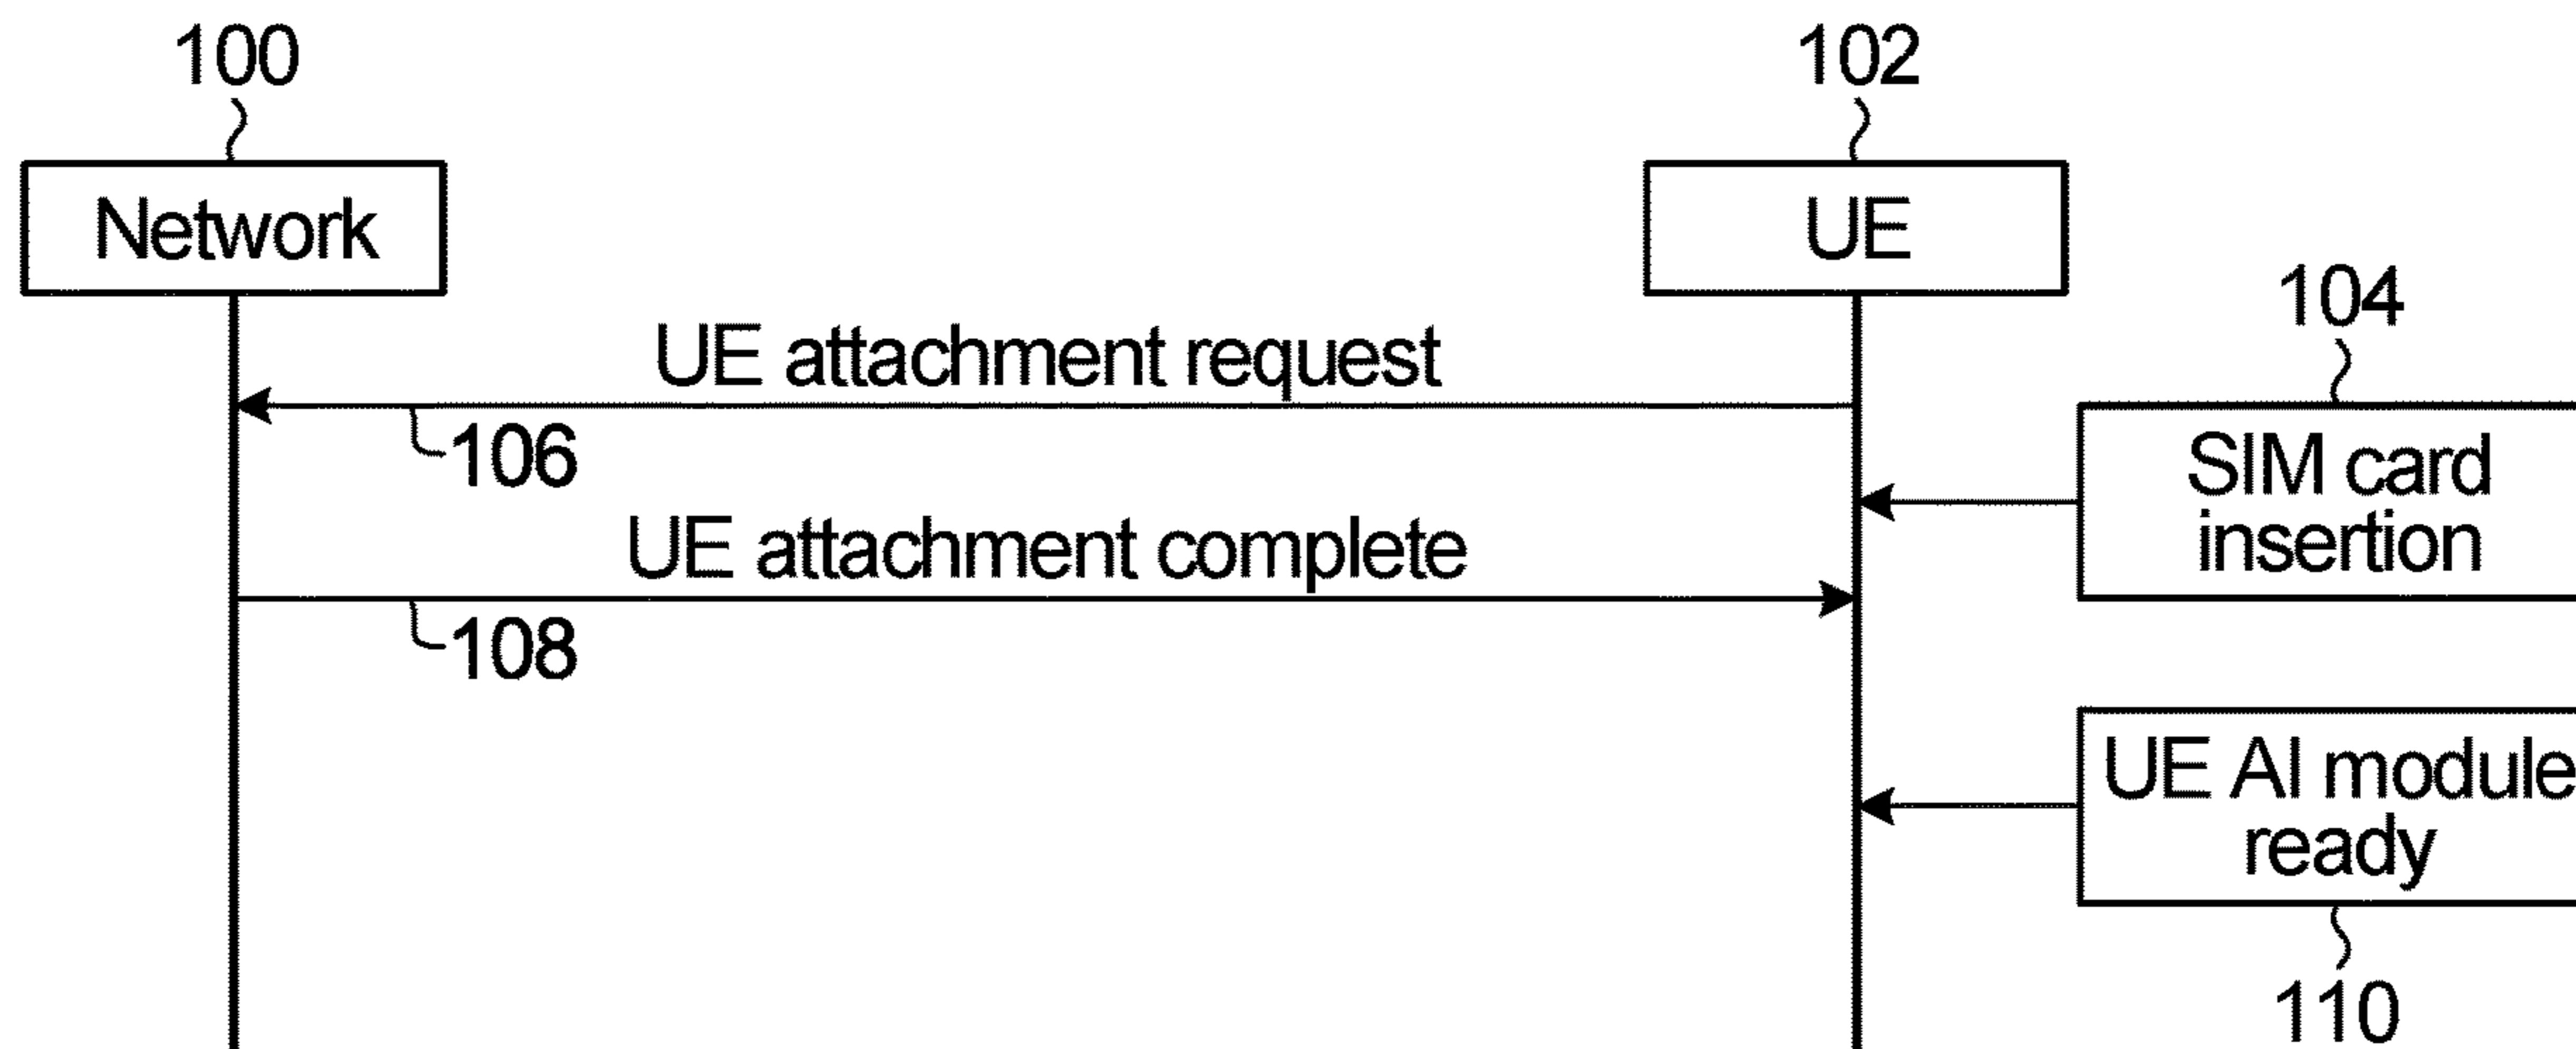 100
102
Network
UE
104
UE attachment request
106
SIM card
insertion
UE attachment complete
108
UE AI module
ready
110